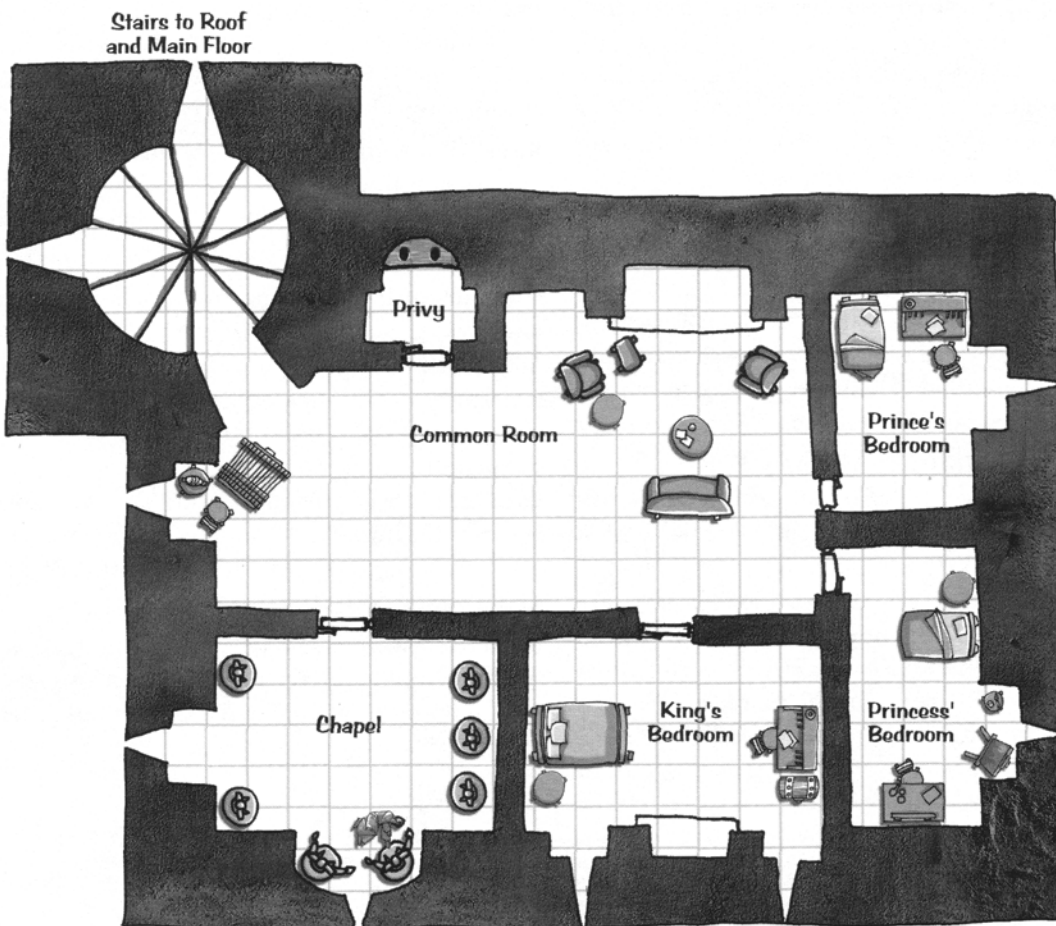 Stairs to Roof
and Main Floor
Privy
Common Room
Prince's
Bedroom
Chapel
King's
Bedroom
Princess'
Bedroom